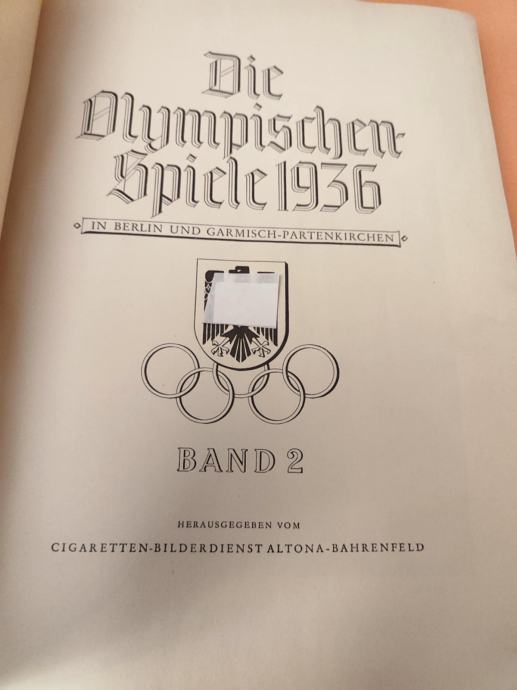 Die
Olympischen
Spiele 1936
IN BERLIN UND GARMISCH-PARTENKIRCHEN
BAND 2
HERAUSGEGEBEN VOM
CIGARETTEN-BILDERDIENST ALTONA-BAHRENFELD